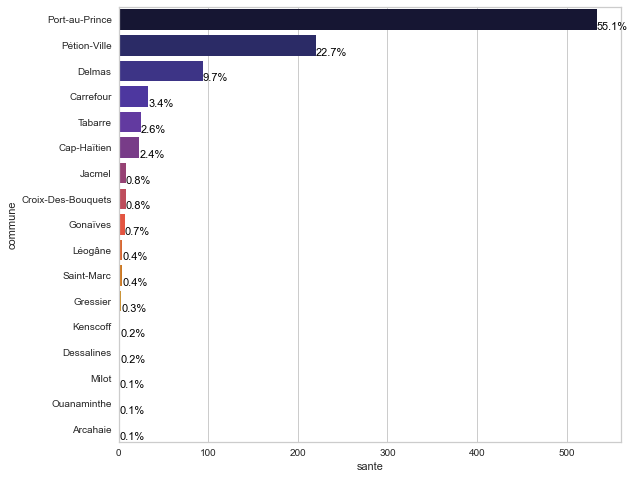 Port-au-Prince 55.1%
Pétion-Ville 22.7%
Delmas 9.7%
Carrefour 3.4%
Tabarre 2.6%
Cap-Haïtien 2.4%
Jacmel 0.8%
Croix-Des-Bouquets 0.8%
Gonaïves 0.7%
Léogâne 0.4%
Saint-Marc 0.4%
Gressier 0.3%
Kenscoff 0.2%
Dessalines 0.2%
Milot 0.1%
Ouanaminthe 0.1%
Arcahaie 0.1%
commune
0 100 200 300 400 500
sante